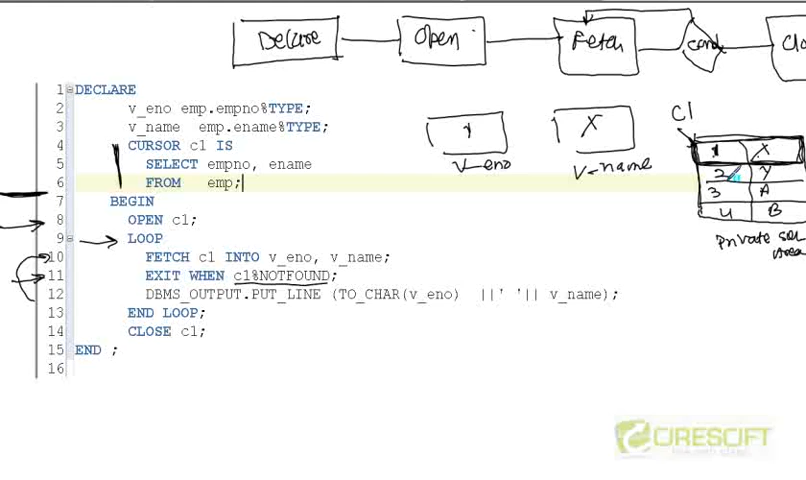 Declare
Open
Fetch
cond
Clo
1 DECLARE
2 v_eno emp.empno%TYPE;
3 v_name emp.ename%TYPE;
4 CURSOR c1 IS
5 SELECT empno, ename
6 FROM emp;
7 BEGIN
8 OPEN c1;
9 LOOP
10 FETCH c1 INTO v_eno, v_name;
11 EXIT WHEN c1%NOTFOUND;
12 DBMS_OUTPUT.PUT_LINE (TO_CHAR(v_eno) ||' '|| v_name);
13 END LOOP;
14 CLOSE c1;
15 END ;
16
1
v-eno
X
v-name
C1
1 X
2 y
3 A
4 B
Private SQL
Area